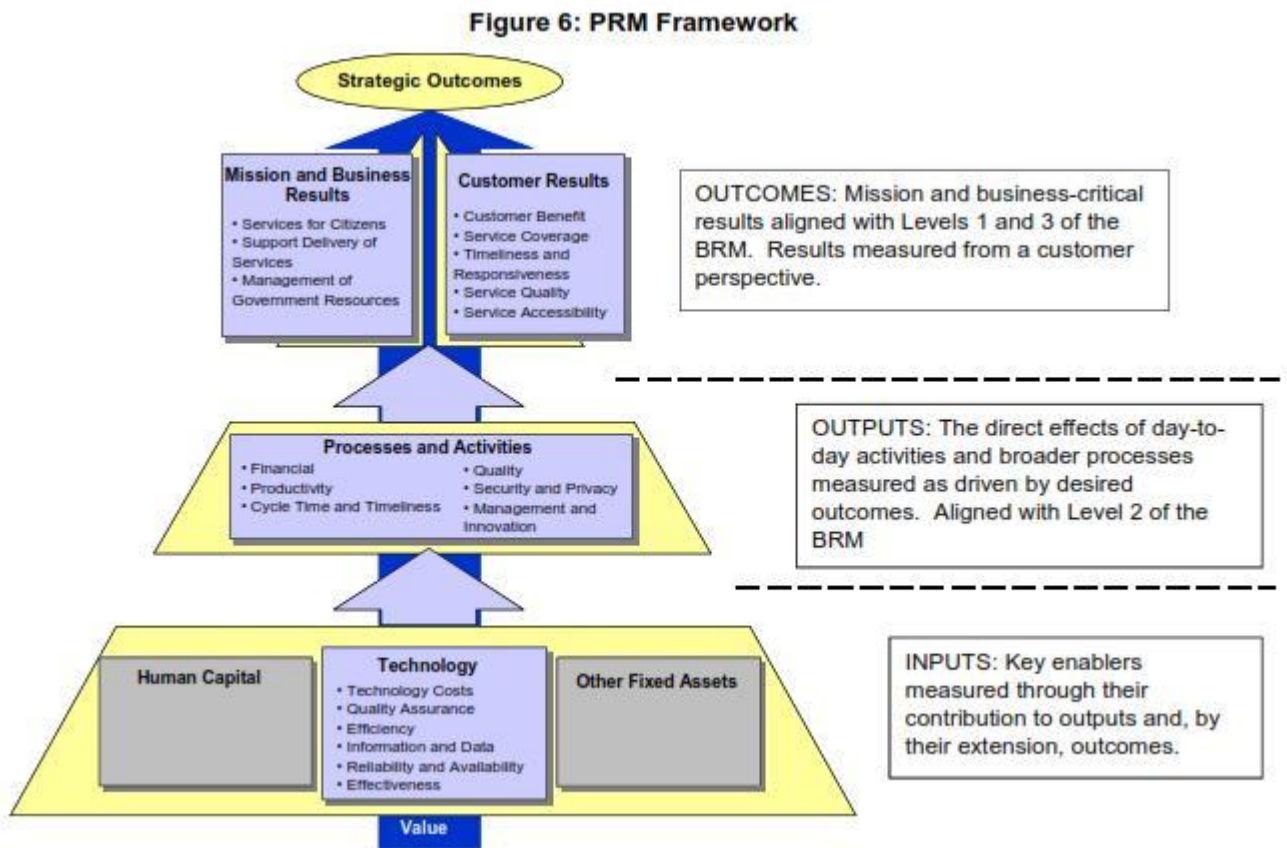 Figure 6: PRM Framework
Strategic Outcomes
Mission and Business
Results
• Services for Citizens
• Support Delivery of
Services
• Management of
Government Resources
Customer Results
• Customer Benefit
• Service Coverage
• Timeliness and
Responsiveness
• Service Quality
• Service Accessibility
OUTCOMES: Mission and business-critical
results aligned with Levels 1 and 3 of the
BRM. Results measured from a customer
perspective.
Processes and Activities
• Financial
• Productivity
• Cycle Time and Timeliness
• Quality
• Security and Privacy
• Management and
Innovation
OUTPUTS: The direct effects of day-to-
day activities and broader processes
measured as driven by desired
outcomes. Aligned with Level 2 of the
BRM
Human Capital
Technology
• Technology Costs
• Quality Assurance
• Efficiency
• Information and Data
• Reliability and Availability
• Effectiveness
Other Fixed Assets
INPUTS: Key enablers
measured through their
contribution to outputs and, by
their extension, outcomes.
Value